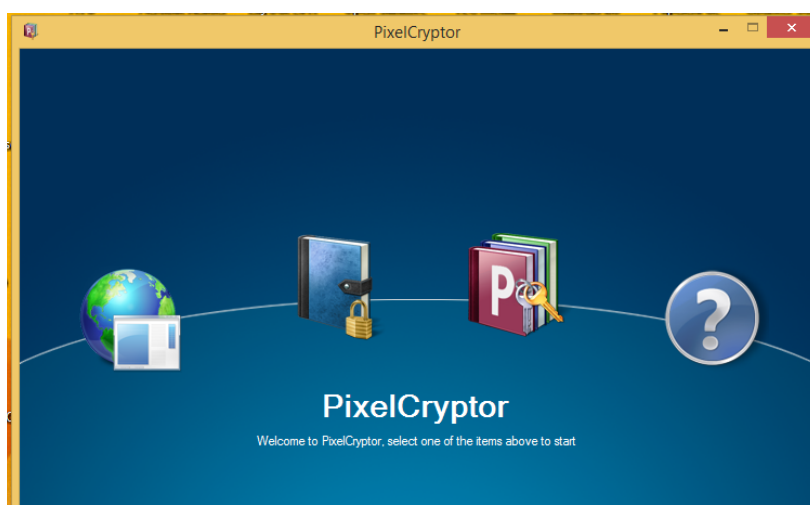 PixelCryptor
P
PixelCryptor
Welcome to PixelCryptor, select one of the items above to start